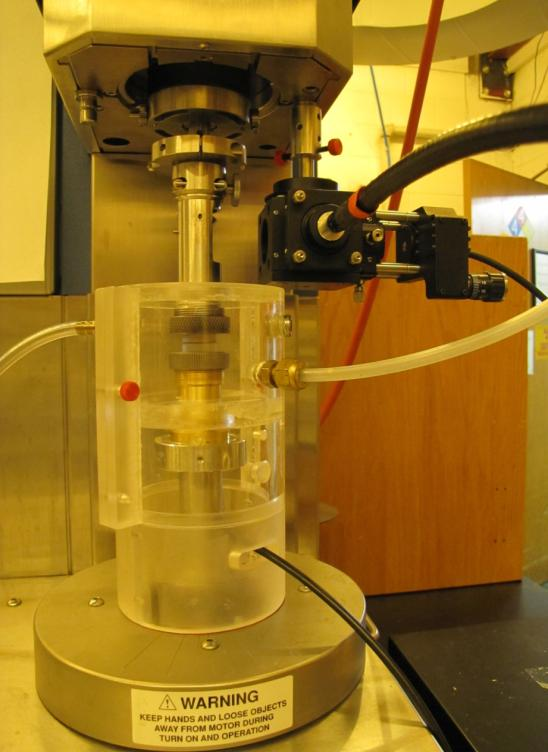 ⚠ WARNING
KEEP HANDS AND LOOSE OBJECTS
AWAY FROM MOTOR DURING
TURN ON AND OPERATION